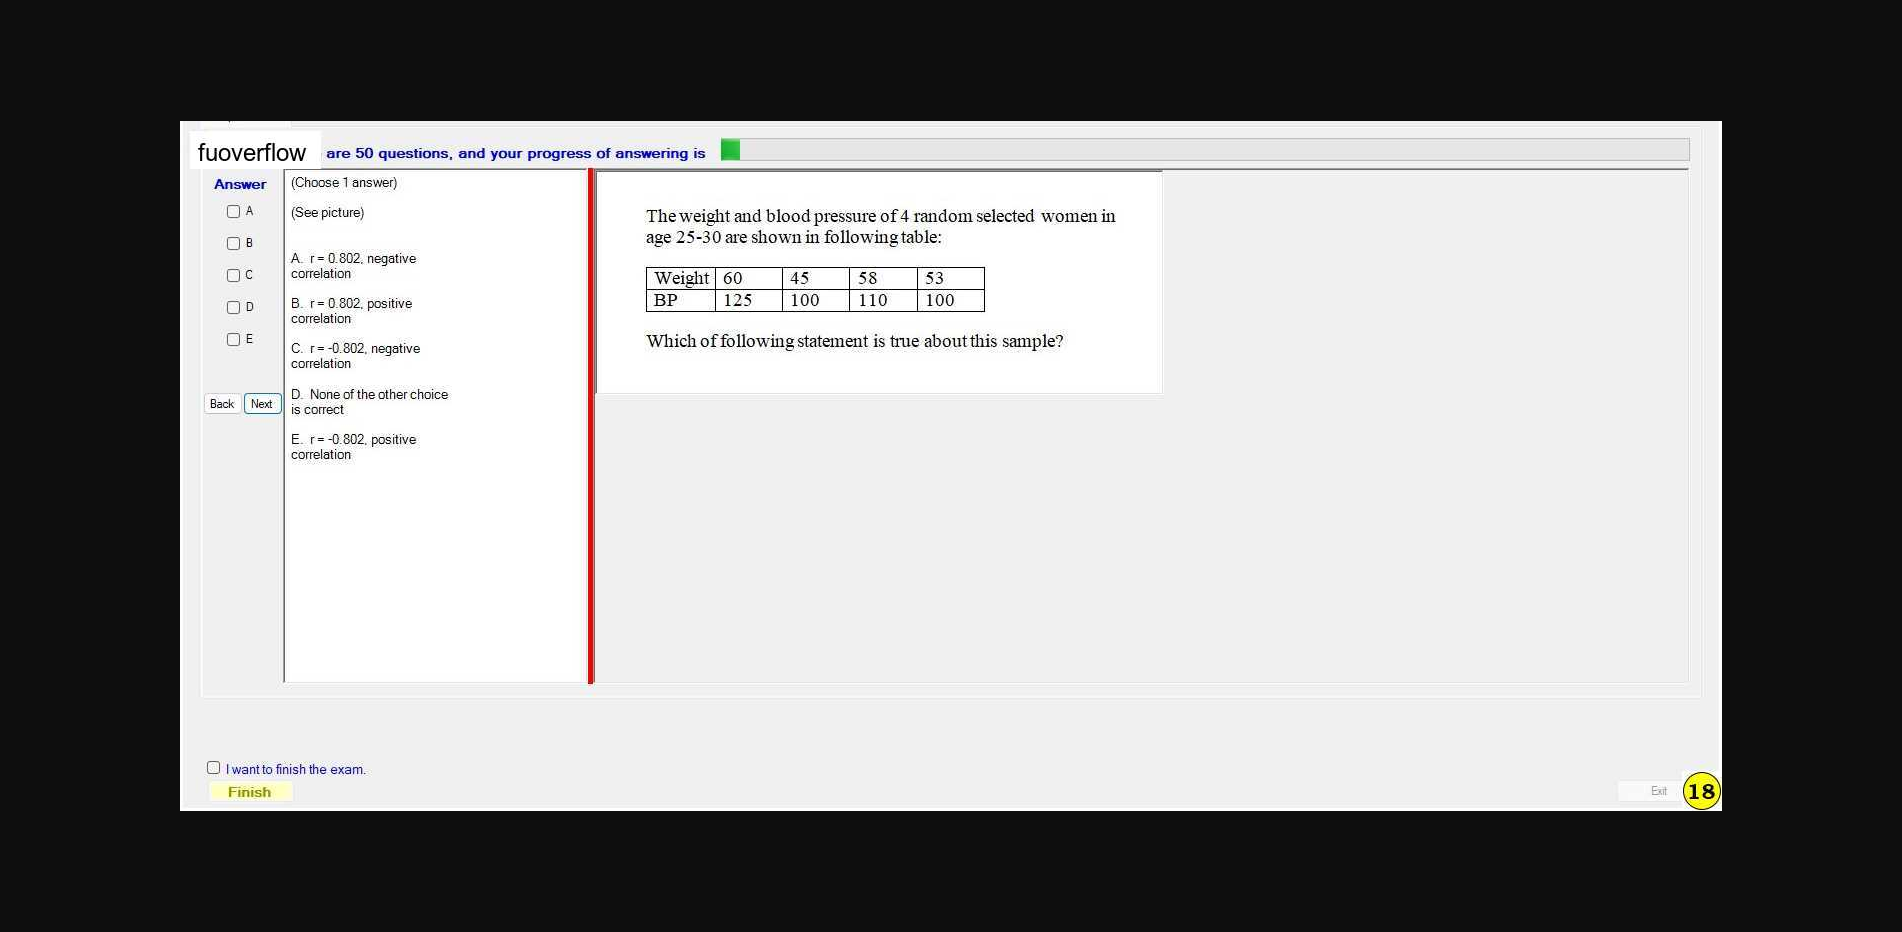 fuoverflow are 50 questions, and your progress of answering is
Answer
A
B
C
D
E
Back Next
(Choose 1 answer)
(See picture)
A. r = 0.802, negative
correlation
B. r = 0.802, positive
correlation
C. r = -0.802, negative
correlation
D. None of the other choice
is correct
E. r = -0.802, positive
correlation
The weight and blood pressure of 4 random selected women in
age 25-30 are shown in following table:
Weight 60 45 58 53
BP 125 100 110 100
Which of following statement is true about this sample?
I want to finish the exam.
Finish
Exit
18